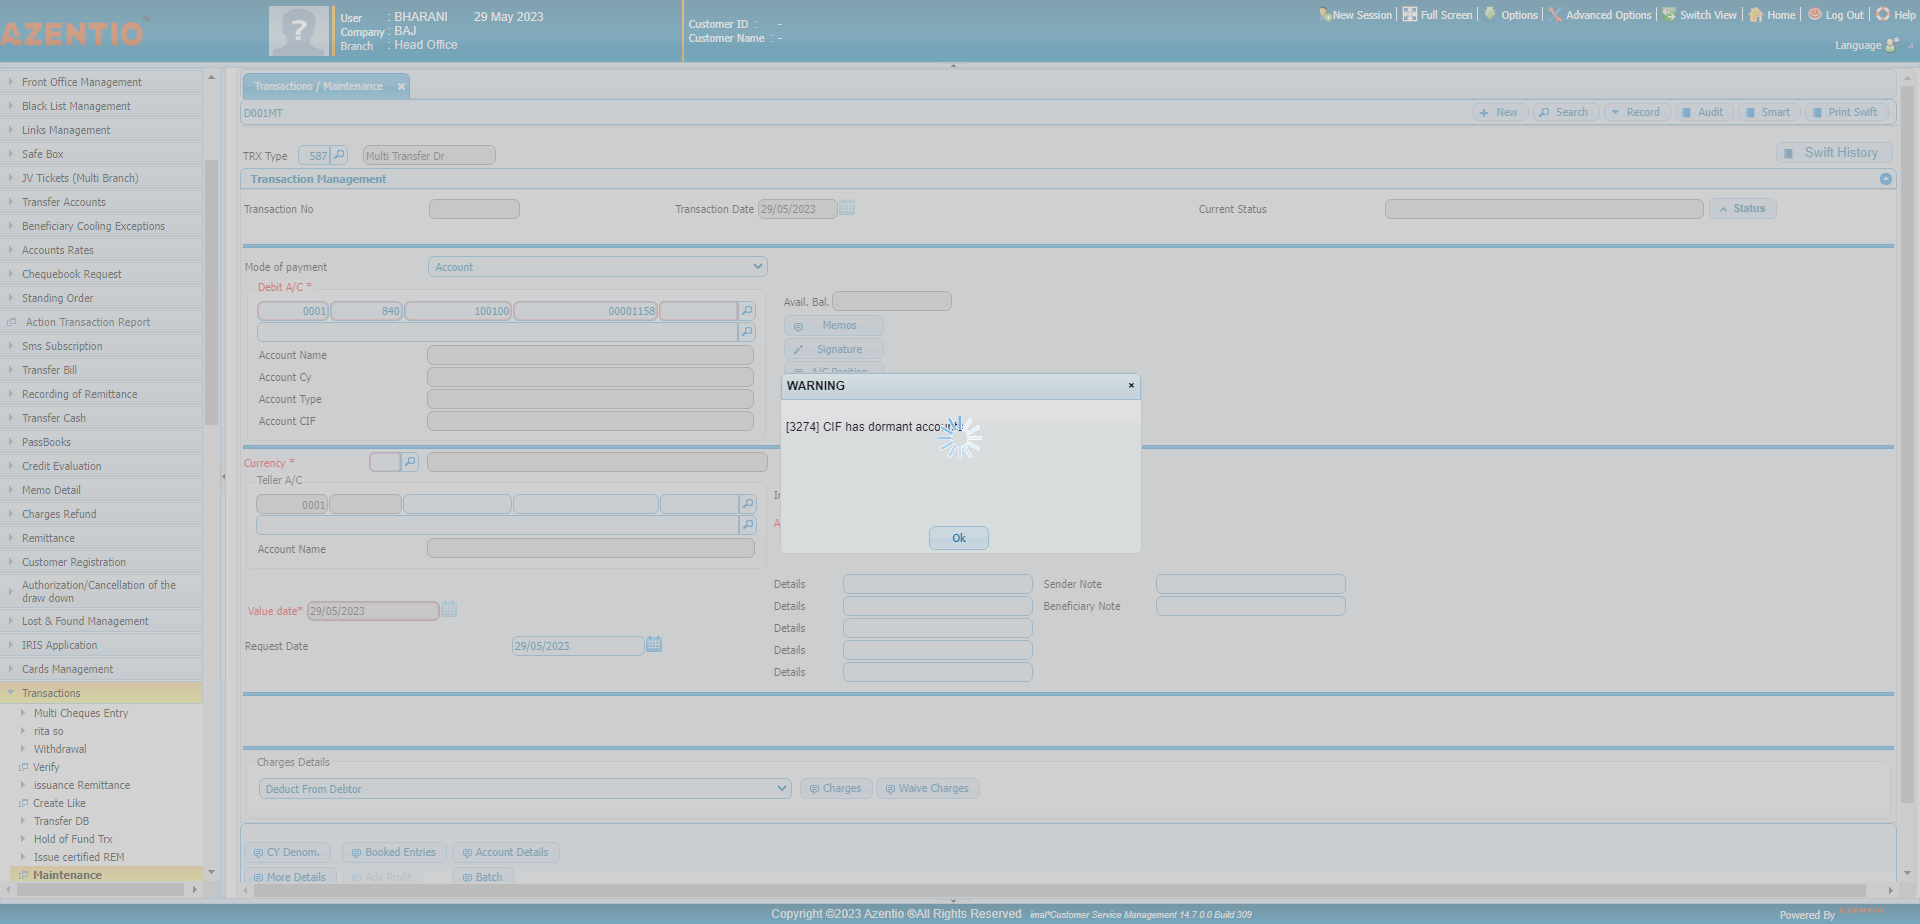 AZENTIO™
User : BHARANI 29 May 2023
Company : BAJ
Branch : Head Office
Customer ID : -
Customer Name : -
New Session Full Screen Options Advanced Options Switch View Home Log Out Help
Language
Front Office Management
Black List Management
Links Management
Safe Box
JV Tickets (Multi Branch)
Transfer Accounts
Beneficiary Cooling Exceptions
Accounts Rates
Chequebook Request
Standing Order
Action Transaction Report
Sms Subscription
Transfer Bill
Recording of Remittance
Transfer Cash
PassBooks
Credit Evaluation
Memo Detail
Charges Refund
Remittance
Customer Registration
Authorization/Cancellation of the
draw down
Lost & Found Management
IRIS Application
Cards Management
Transactions
Multi Cheques Entry
rita so
Withdrawal
Verify
issuance Remittance
Create Like
Transfer DB
Hold of Fund Trx
Issue certified REM
Maintenance
Transactions / Maintenance
D001MT
New Search Record Audit Smart Print Swift
TRX Type 587 Multi Transfer Dr
Swift History
Transaction Management
Transaction No Transaction Date 29/05/2023 Current Status Status
Mode of payment Account
Debit A/C *
0001 840 100100 00001158
Account Name
Account Cy
Account Type
Account CIF
Avail. Bal.
Memos
Signature
A/C Position
WARNING
[3274] CIF has dormant
Ok
Currency *
Teller A/C
0001
Account Name
Value date* 29/05/2023
Request Date 29/05/2023
Details Sender Note
Details Beneficiary Note
Details
Details
Details
Charges Details
Deduct From Debtor Charges Waive Charges
CY Denom. Booked Entries Account Details
More Details Adv Profit Batch
Copyright ©2023 Azentio ®All Rights Reserved imal*Customer Service Management 14.7.0.0 Build 309
Powered By AZENTIO